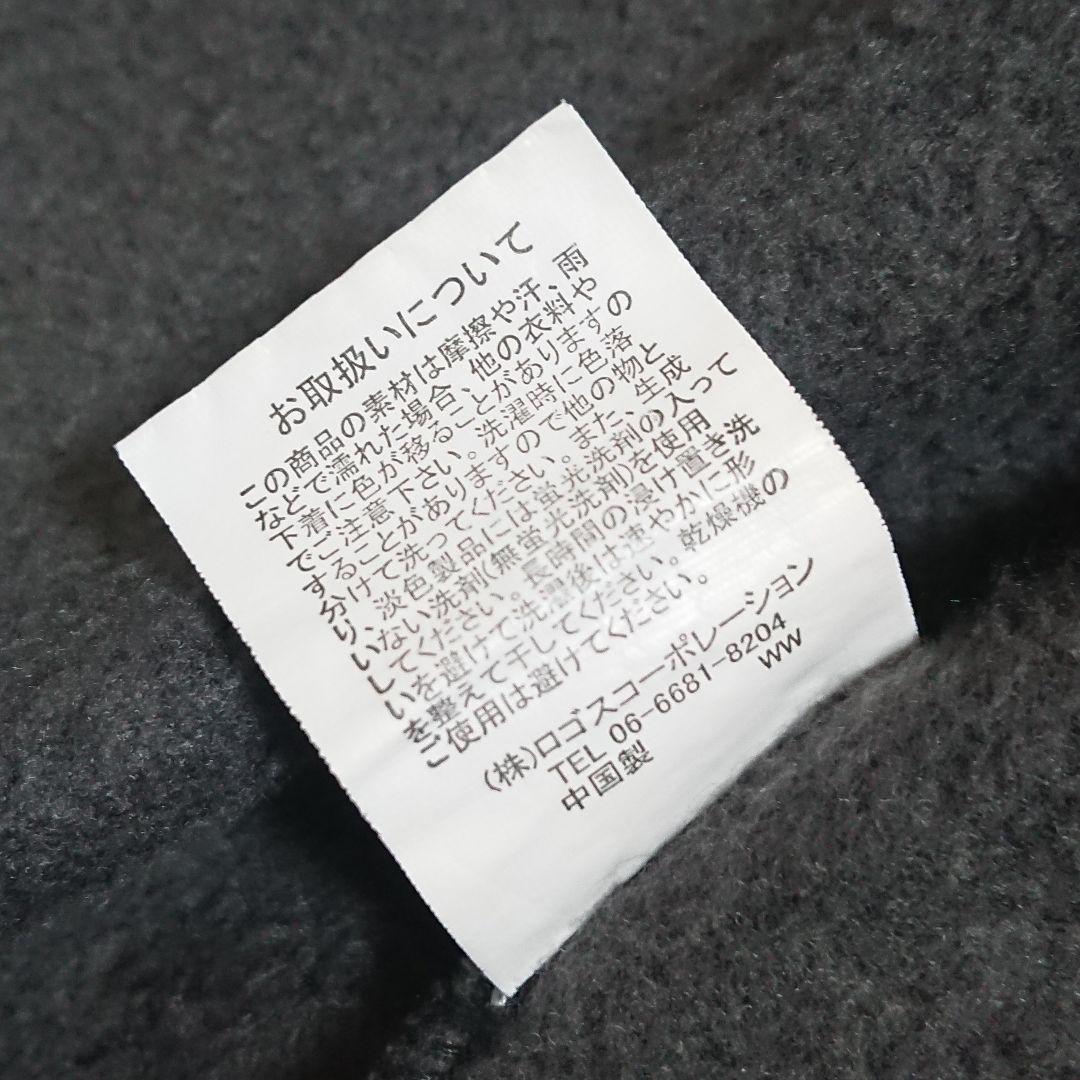 お取扱いについて
この商品の素材は摩擦や汗、雨
などで濡れた場合、他の衣料や
下着に色が移ることがありますの
でご注意下さい。洗濯時に色落
することがありますので他の物と
分けて洗ってください。また、生成
り、淡色製品には蛍光洗剤の入って
いない洗剤(無蛍光洗剤)を使用
してください。長時間の浸け置き洗
いを避けて洗濯後は速やかに形
を整えて干してください。乾燥機の
ご使用は避けてください。
(株)ロゴスコーポレーション
TEL 06-6681-8204
中国製
WW